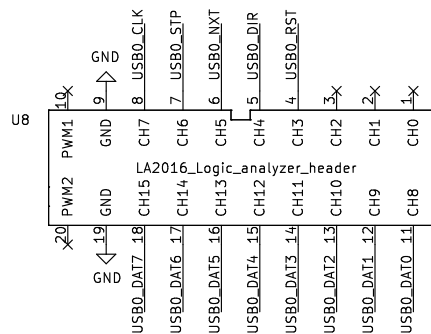 GND
USB0_CLK
USB0_STP
USB0_NXT
USB0_DIR
USB0_RST
10 9 8 7 6 5 4 3 2 1
U8
PWM1 GND CH7 CH6 CH5 CH4 CH3 CH2 CH1 CH0
LA2016_Logic_analyzer_header
PWM2 GND CH15 CH14 CH13 CH12 CH11 CH10 CH9 CH8
20 19 18 17 16 15 14 13 12 11
GND
USB0_DAT7
USB0_DAT6
USB0_DAT5
USB0_DAT4
USB0_DAT3
USB0_DAT2
USB0_DAT1
USB0_DAT0